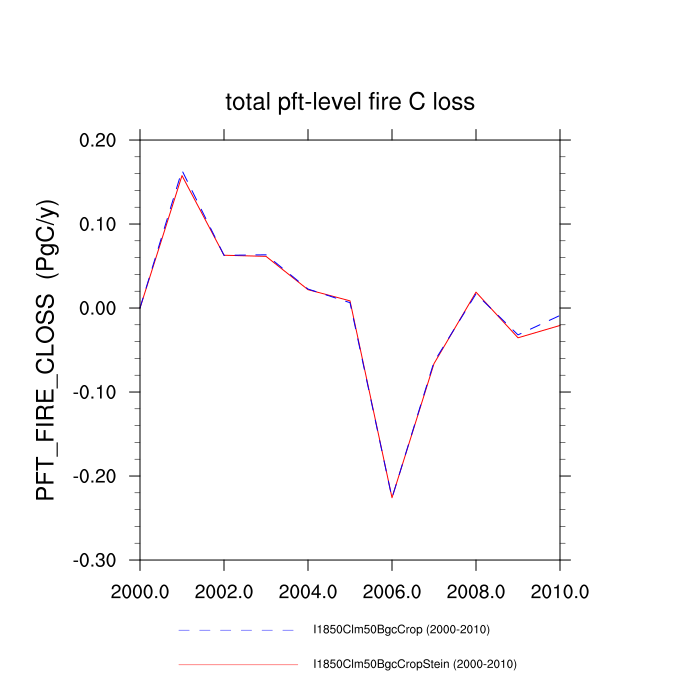 total pft-level fire C loss
PFT_FIRE_CLOSS (PgC/y)
0.20
0.10
0.00
-0.10
-0.20
-0.30
2000.0 2002.0 2004.0 2006.0 2008.0 2010.0
I1850Clm50BgcCrop (2000-2010)
I1850Clm50BgcCropStein (2000-2010)